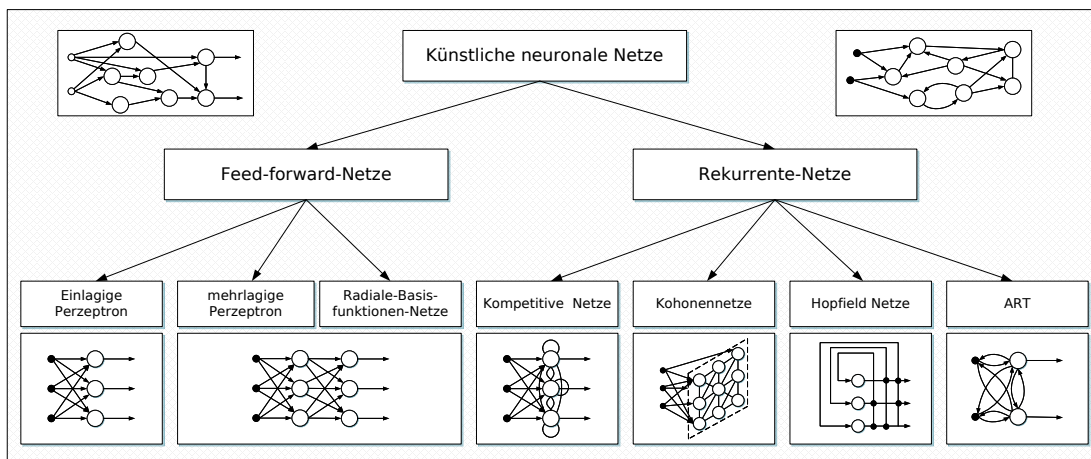 Künstliche neuronale Netze
Feed-forward-Netze
Rekurrente-Netze
Einlagige
Perzeptron
mehrlagige
Perzeptron
Radiale-Basis-
funktionen-Netze
Kompetitive Netze
Kohonennetze
Hopfield Netze
ART